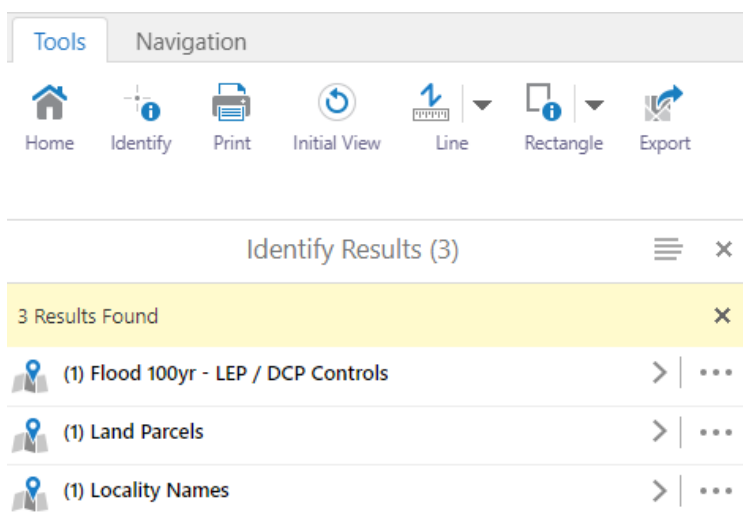 Tools Navigation
Home Identify Print Initial View Line Rectangle Export
Identify Results (3)
3 Results Found
(1) Flood 100yr - LEP / DCP Controls
(1) Land Parcels
(1) Locality Names